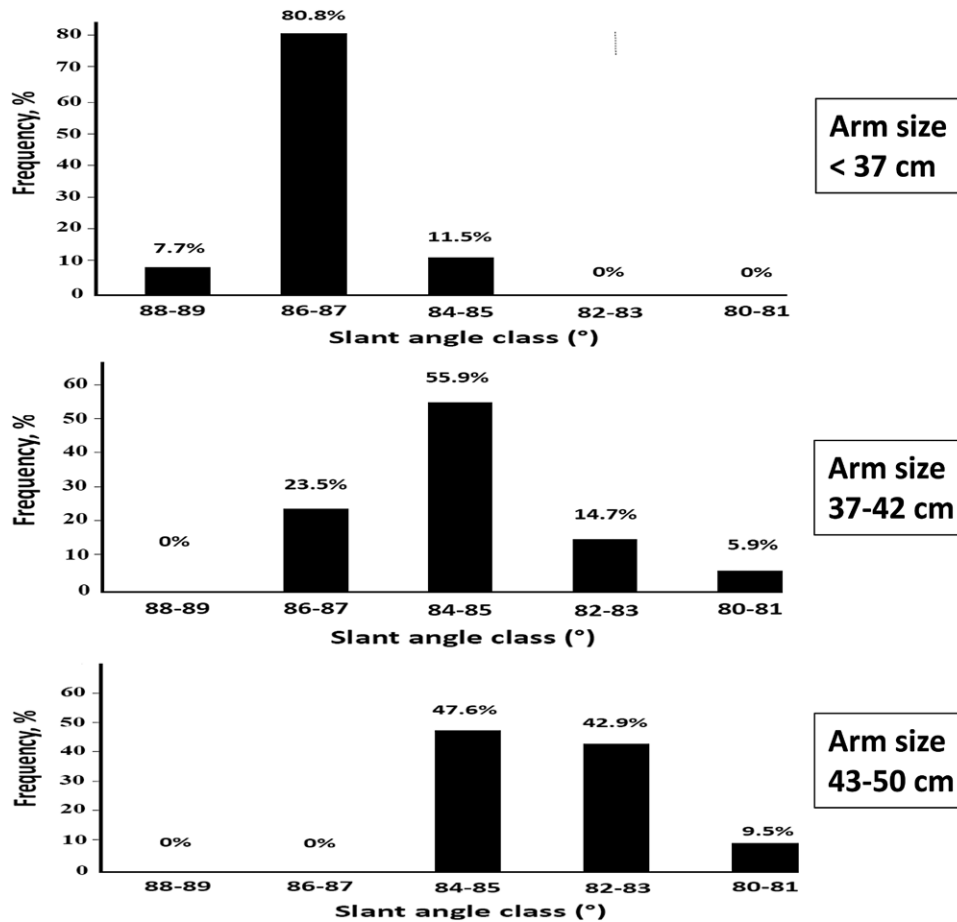 80.8%
80
70
60
50
40
30
20
10
0
Frequency, %
7.7%
11.5%
0%
0%
88-89 86-87 84-85 82-83 80-81
Slant angle class (°)
Arm size
< 37 cm
55.9%
60
50
40
30
20
10
0
Frequency, %
0%
23.5%
14.7%
5.9%
88-89 86-87 84-85 82-83 80-81
Slant angle class (°)
Arm size
37-42 cm
60
50
40
30
20
10
0
Frequency, %
0%
0%
47.6%
42.9%
9.5%
88-89 86-87 84-85 82-83 80-81
Slant angle class (°)
Arm size
43-50 cm